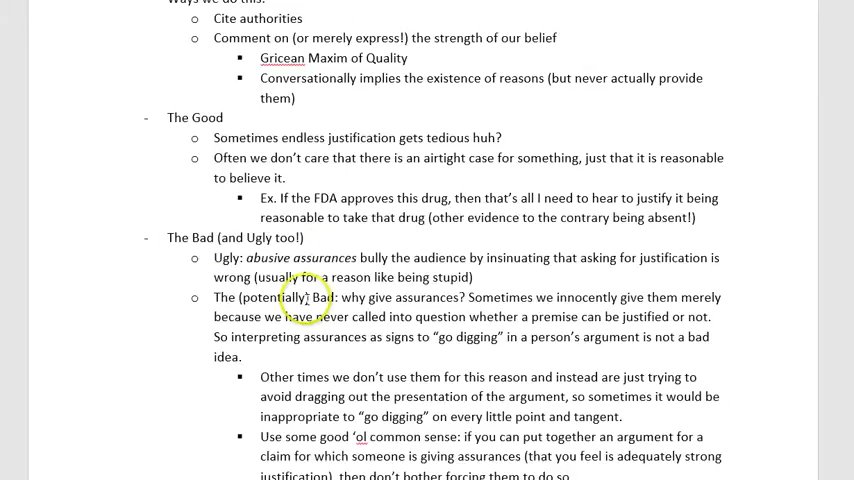 Ways we do this:
o Cite authorities
o Comment on (or merely express!) the strength of our belief
▪ Gricean Maxim of Quality
▪ Conversationally implies the existence of reasons (but never actually provide
them)
- The Good
o Sometimes endless justification gets tedious huh?
o Often we don't care that there is an airtight case for something, just that it is reasonable
to believe it.
▪ Ex. If the FDA approves this drug, then that's all I need to hear to justify it being
reasonable to take that drug (other evidence to the contrary being absent!)
- The Bad (and Ugly too!)
o Ugly: abusive assurances bully the audience by insinuating that asking for justification is
wrong (usually for a reason like being stupid)
o The (potentially) Bad: why give assurances? Sometimes we innocently give them merely
because we have never called into question whether a premise can be justified or not.
So interpreting assurances as signs to “go digging” in a person's argument is not a bad
idea.
▪ Other times we don't use them for this reason and instead are just trying to
avoid dragging out the presentation of the argument, so sometimes it would be
inappropriate to “go digging” on every little point and tangent.
▪ Use some good ‘ol common sense: if you can put together an argument for a
claim for which someone is giving assurances (that you feel is adequately strong
justification), then don't bother forcing them to do so.